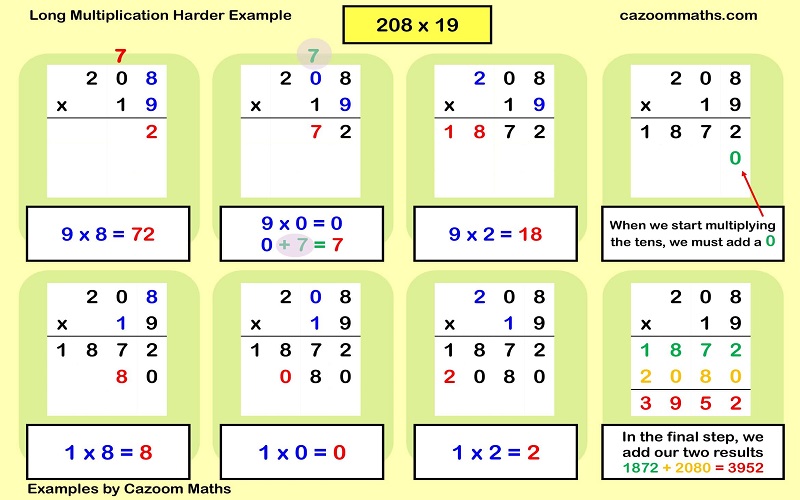 Long Multiplication Harder Example
208 x 19
cazoommaths.com
7
2 0 8
x 1 9
2
9 x 8 = 72
7
2 0 8
x 1 9
7 2
9 x 0 = 0
0 + 7 = 7
2 0 8
x 1 9
1 8 7 2
9 x 2 = 18
2 0 8
x 1 9
1 8 7 2
0
When we start multiplying
the tens, we must add a 0
2 0 8
x 1 9
1 8 7 2
8 0
1 x 8 = 8
2 0 8
x 1 9
1 8 7 2
0 8 0
1 x 0 = 0
2 0 8
x 1 9
1 8 7 2
2 0 8 0
1 x 2 = 2
2 0 8
x 1 9
1 8 7 2
2 0 8 0
3 9 5 2
In the final step, we
add our two results
1872 + 2080 = 3952
Examples by Cazoom Maths